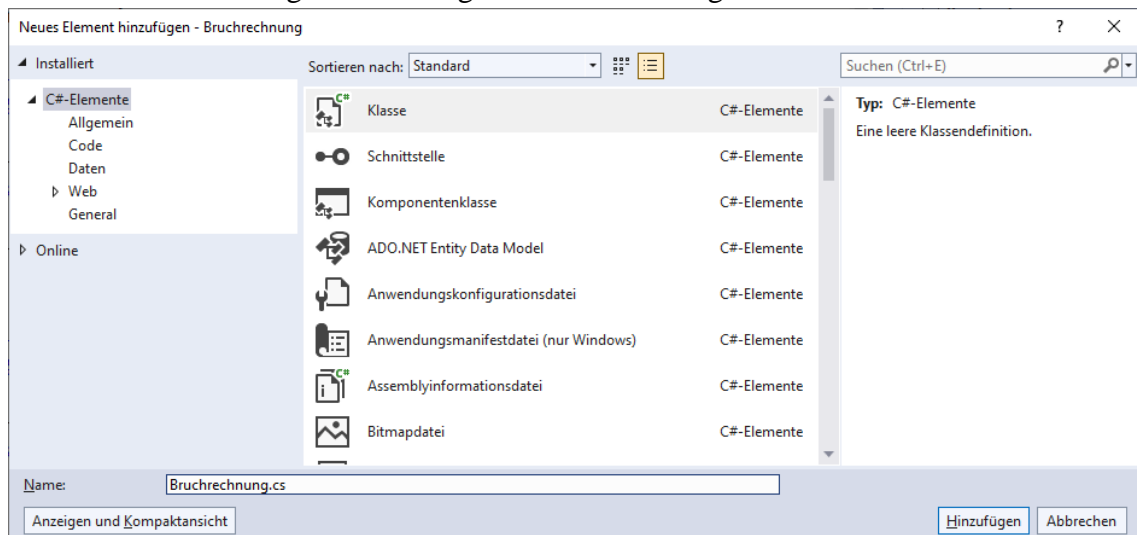 Neues Element hinzufügen - Bruchrechnung
? ×
Installiert
Sortieren nach: Standard
Suchen (Ctrl+E)
C#-Elemente
Allgemein
Code
Daten
Web
General
Online
C#
Klasse C#-Elemente
Schnittstelle C#-Elemente
Komponentenklasse C#-Elemente
ADO.NET Entity Data Model C#-Elemente
Anwendungskonfigurationsdatei C#-Elemente
Anwendungsmanifestdatei (nur Windows) C#-Elemente
C#
Assemblyinformationsdatei C#-Elemente
Bitmapdatei C#-Elemente
Typ: C#-Elemente
Eine leere Klassendefinition.
Name: Bruchrechnung.cs
Anzeigen und Kompaktansicht
Hinzufügen Abbrechen